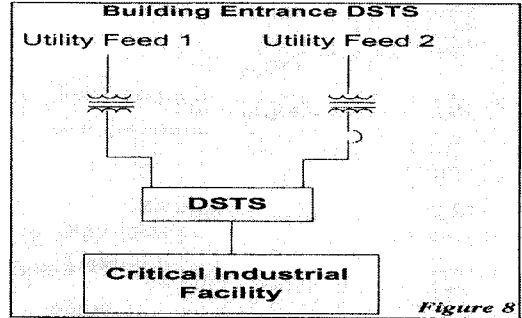 Building Entrance DSTS
Utility Feed 1 Utility Feed 2
DSTS
Critical Industrial
Facility
Figure 8